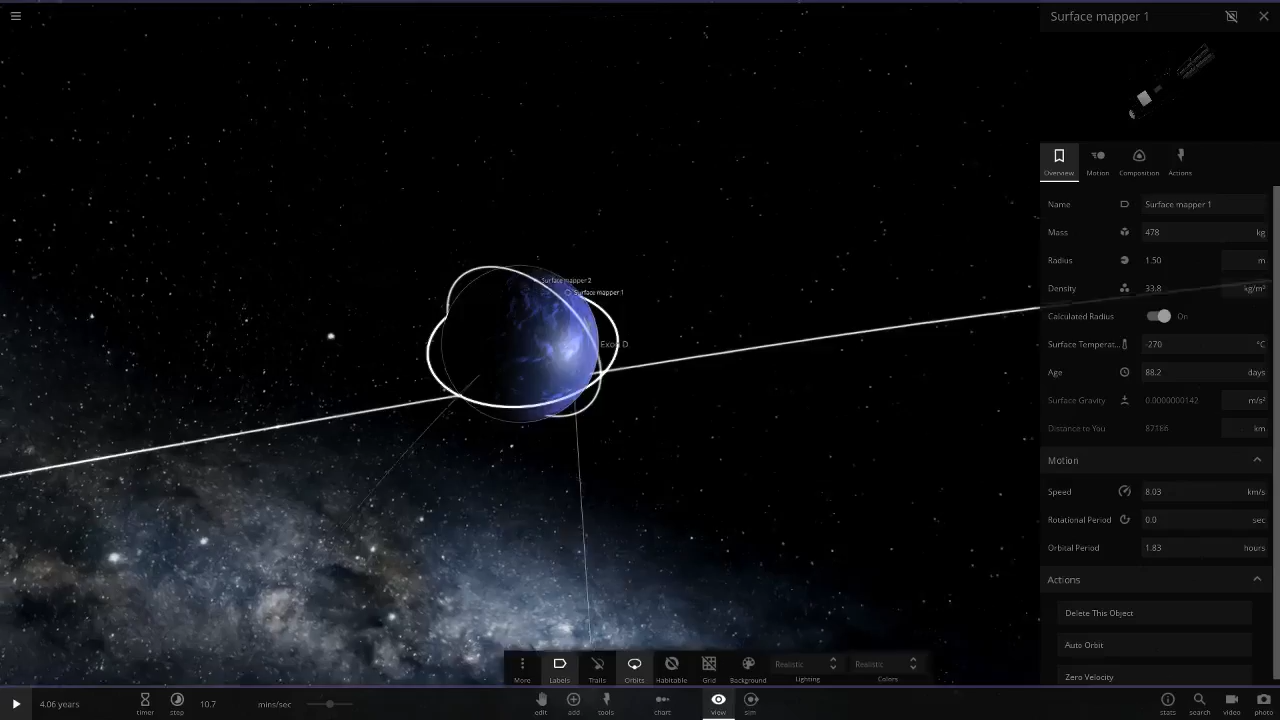 Surface mapper 1
Overview
Motion
Composition
Actions
Name
Surface mapper 1
Mass
478
kg
Radius
1.50
m
Density
33.8
kg/m³
Calculated Radius
On
Surface Temperat...
-270
°C
Age
88.2
days
Surface Gravity
0.0000000142
m/s²
Distance to You
871E6
km
Motion
Speed
8.03
km/s
Rotational Period
0.0
sec
Orbital Period
1.83
hours
Actions
Delete This Object
Auto Orbit
Zero Velocity
Surface mapper 2
Surface mapper 1
More
Labels
Trails
Orbits
Habitable
Grid
Background
Realistic
Lighting
Realistic
Colors
4.06 years
timer
step
10.7
mins/sec
edit
add
tools
chart
view
sim
stats
search
video
photo